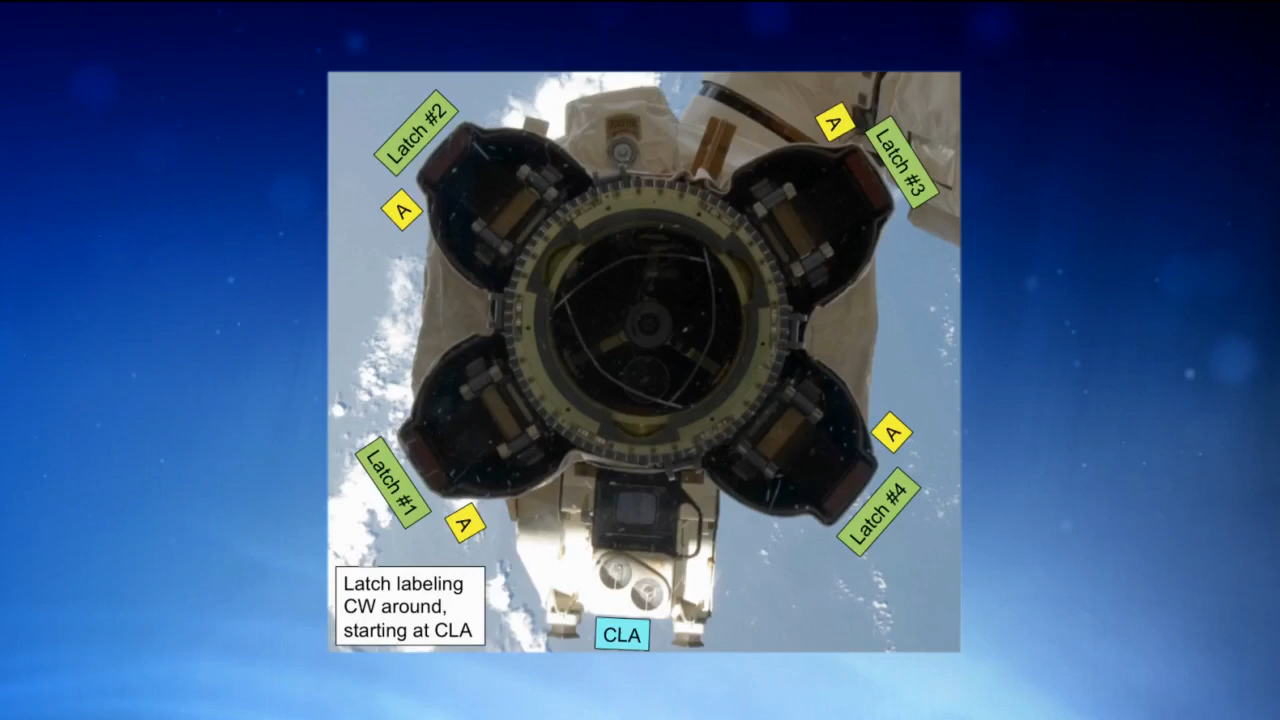 Latch #2
A
A
Latch #3
Latch #1
A
A
Latch #4
Latch labeling
CW around,
starting at CLA
CLA